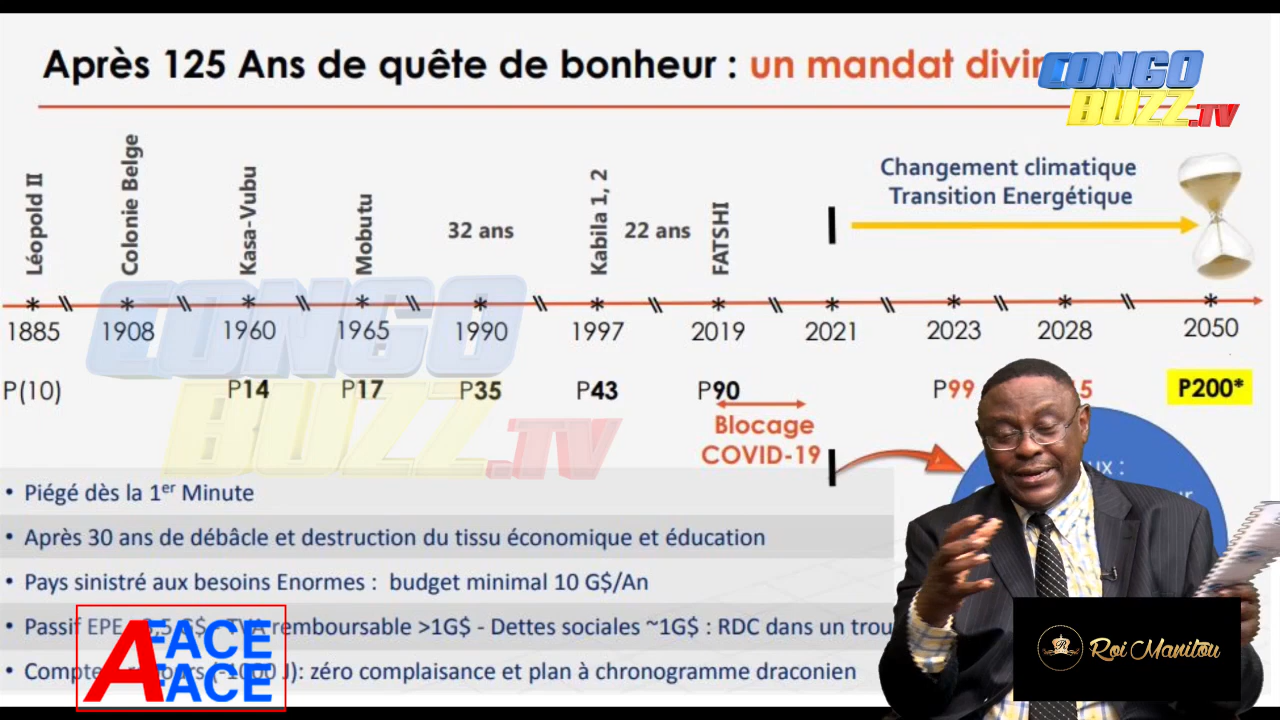 Après 125 Ans de quête de bonheur : un mandat divin
CONGO
BUZZ.TV
Léopold II
Colonie Belge
Kasa-Vubu
Mobutu
32 ans
Kabila 1, 2
22 ans
FATSHI
Changement climatique
Transition Energétique
1885 1908 1960 1965 1990 1997 2019 2021 2023 2028 2050
P(10) P14 P17 P35 P43 P90 P99 P200*
CONGO
BUZZ.TV
Blocage
COVID-19
• Piégé dès la 1er Minute
• Après 30 ans de débâcle et destruction du tissu économique et éducation
• Pays sinistré aux besoins Enormes : budget minimal 10 G$/An
• Passif EPE G$ - TVA remboursable >1G$ - Dettes sociales ~1G$ : RDC dans un trou
• Compte J): zéro complaisance et plan à chronogramme draconien
A FACE
FACE
Roi Manitou